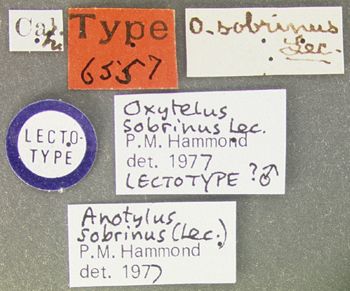 Cal.
Type
6557
O. sobrinus
Lec.
LECTO-
TYPE
Oxytelus
sobrinus Lec.
P.M. Hammond
det. 1977
LECTOTYPE ?♂
Anotylus
sobrinus (Lec.)
P.M. Hammond
det. 1977